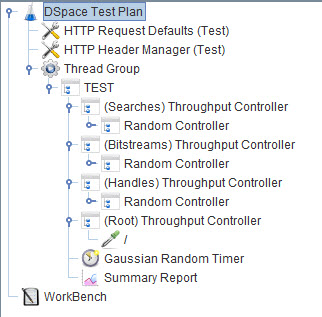 DSpace Test Plan
HTTP Request Defaults (Test)
HTTP Header Manager (Test)
Thread Group
TEST
(Searches) Throughput Controller
Random Controller
(Bitstreams) Throughput Controller
Random Controller
(Handles) Throughput Controller
Random Controller
(Root) Throughput Controller
/
Gaussian Random Timer
Summary Report
WorkBench